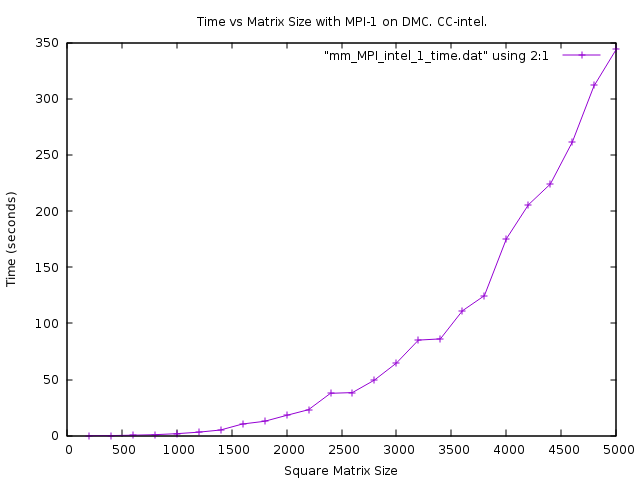 Time vs Matrix Size with MPI-1 on DMC. CC-intel.
"mm_MPI_intel_1_time.dat" using 2:1
350
300
250
200
150
100
50
0
Time (seconds)
0 500 1000 1500 2000 2500 3000 3500 4000 4500 5000
Square Matrix Size